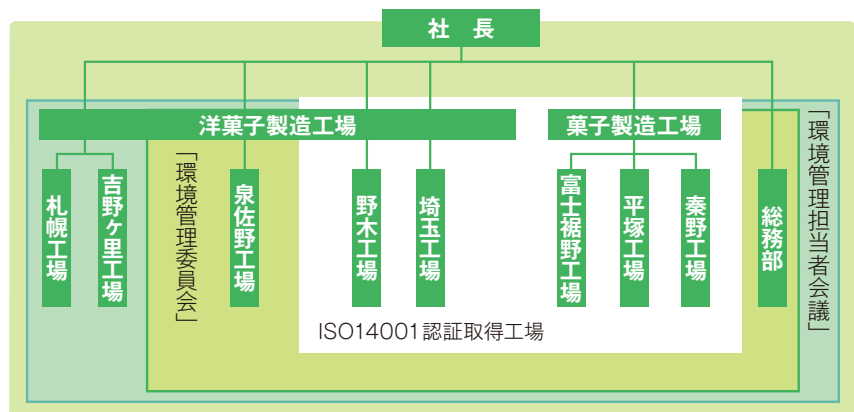 社 長
洋菓子製造工場
菓子製造工場
札幌工場
吉野ヶ里工場
「環境管理委員会」
泉佐野工場
野木工場
埼玉工場
富士裾野工場
平塚工場
秦野工場
総務部
「環境管理担当者会議」
ISO14001認証取得工場